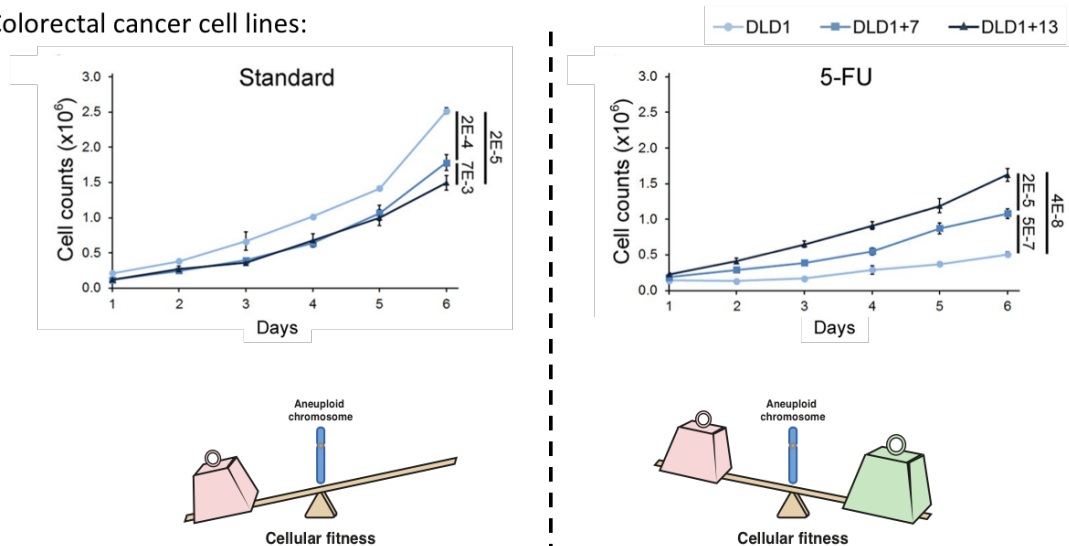 olorectal cancer cell lines:
DLD1 DLD1+7 DLD1+13
Standard
Cell counts (x10⁶)
3.0
2.5
2.0
1.5
1.0
0.5
0.0
1 2 3 4 5 6
Days
2E-4
7E-3
2E-5
5-FU
Cell counts (x10⁶)
3.0
2.5
2.0
1.5
1.0
0.5
0.0
1 2 3 4 5 6
Days
2E-5
5E-7
4E-8
Aneuploid
chromosome
Cellular fitness
Aneuploid
chromosome
Cellular fitness